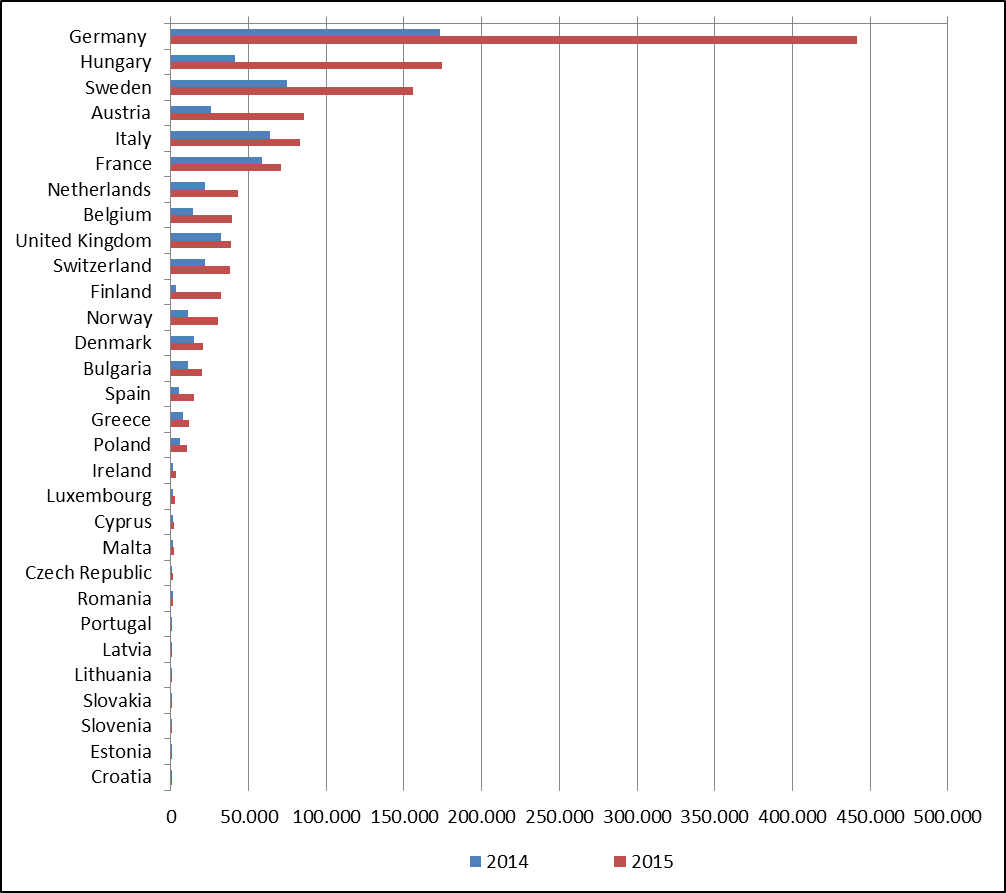 Germany
Hungary
Sweden
Austria
Italy
France
Netherlands
Belgium
United Kingdom
Switzerland
Finland
Norway
Denmark
Bulgaria
Spain
Greece
Poland
Ireland
Luxembourg
Cyprus
Malta
Czech Republic
Romania
Portugal
Latvia
Lithuania
Slovakia
Slovenia
Estonia
Croatia
0 50.000 100.000 150.000 200.000 250.000 300.000 350.000 400.000 450.000 500.000
2014 2015